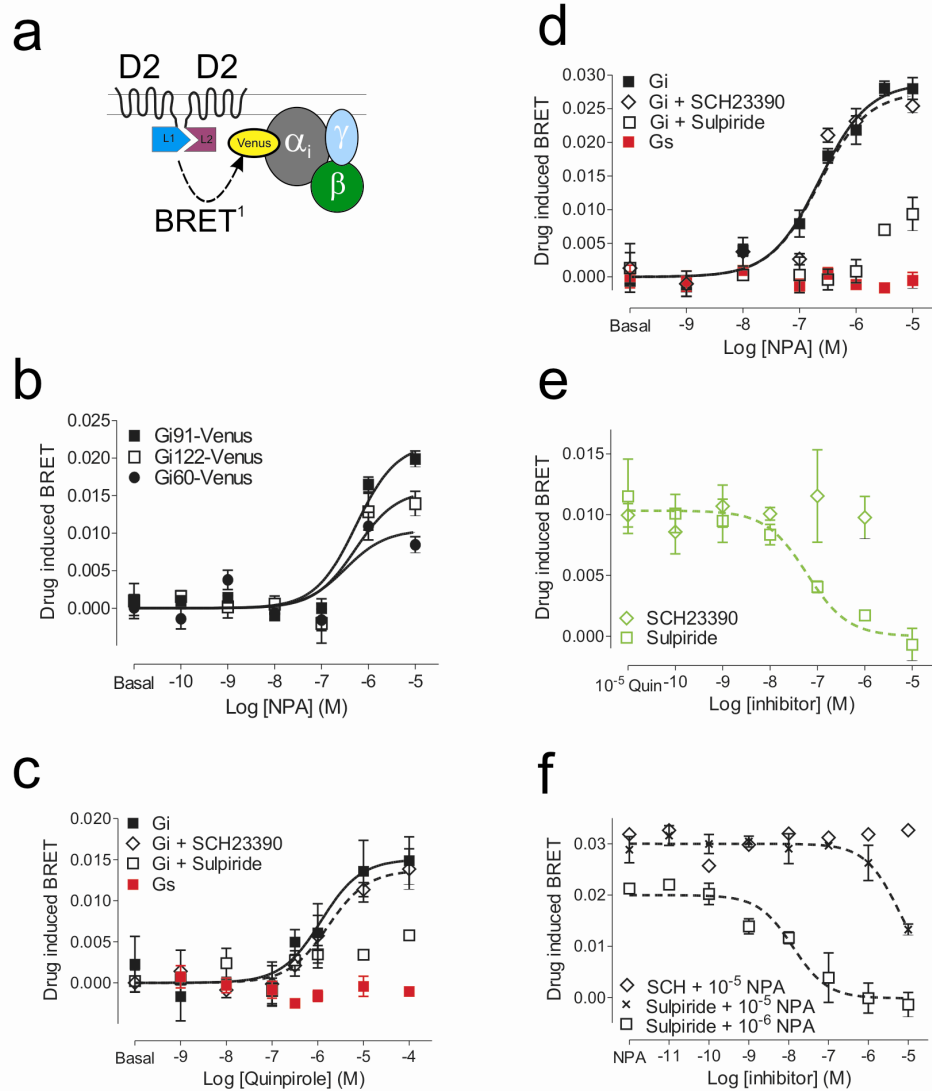 a
D2 D2
L1 L2 Venus αi γ
β
BRET1
b
Drug induced BRET
0.025
0.020
0.015
0.010
0.005
0.000
Gi91-Venus
Gi122-Venus
Gi60-Venus
Basal -10 -9 -8 -7 -6 -5
Log [NPA] (M)
c
Drug induced BRET
0.020
0.015
0.010
0.005
0.000
Gi
Gi + SCH23390
Gi + Sulpiride
Gs
Basal -9 -8 -7 -6 -5 -4
Log [Quinpirole] (M)
d
Drug induced BRET
0.030
0.025
0.020
0.015
0.010
0.005
0.000
Gi
Gi + SCH23390
Gi + Sulpiride
Gs
Basal -9 -8 -7 -6 -5
Log [NPA] (M)
e
Drug induced BRET
0.015
0.010
0.005
0.000
SCH23390
Sulpiride
10-5 Quin -10 -9 -8 -7 -6 -5
Log [inhibitor] (M)
f
Drug induced BRET
0.03
0.02
0.01
0.00
SCH + 10-5 NPA
Sulpiride + 10-5 NPA
Sulpiride + 10-6 NPA
NPA -11 -10 -9 -8 -7 -6 -5
Log [inhibitor] (M)